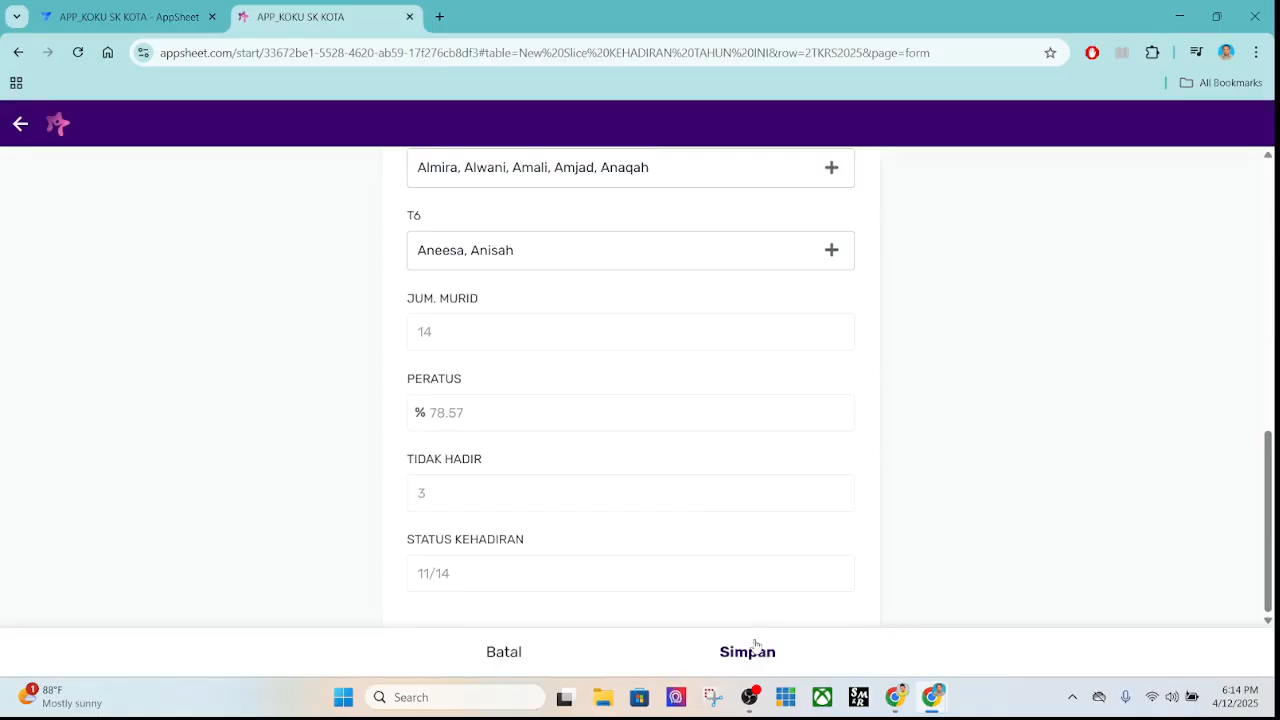 APP_KOKU SK KOTA - AppSheet
APP_KOKU SK KOTA
appsheet.com/start/33672be1-5528-4620-ab59-17f276cb8df3#table=New%20Slice%20KEHADIRAN%20TAHUN%20INI&row=2TKRS2025&page=form
All Bookmarks
Almira, Alwani, Amali, Amjad, Anaqah
T6
Aneesa, Anisah
JUM. MURID
14
PERATUS
% 78.57
TIDAK HADIR
3
STATUS KEHADIRAN
11/14
Batal
Simpan
1
88°F
Mostly sunny
Search
SM
&R
6:14 PM
4/12/2025